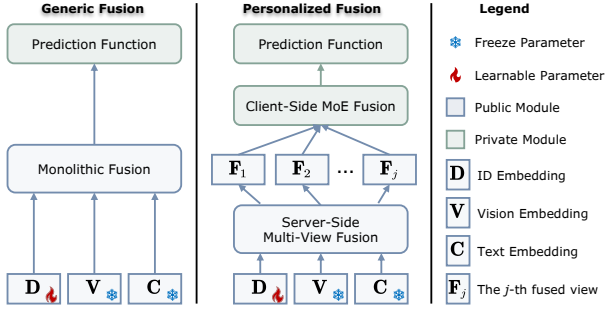 Generic Fusion
Prediction Function
Monolithic Fusion
D
V
C
Personalized Fusion
Prediction Function
Client-Side MoE Fusion
F1
F2
...
Fj
Server-Side
Multi-View Fusion
D
V
C
Legend
Freeze Parameter
Learnable Parameter
Public Module
Private Module
D ID Embedding
V Vision Embedding
C Text Embedding
Fj The j-th fused view